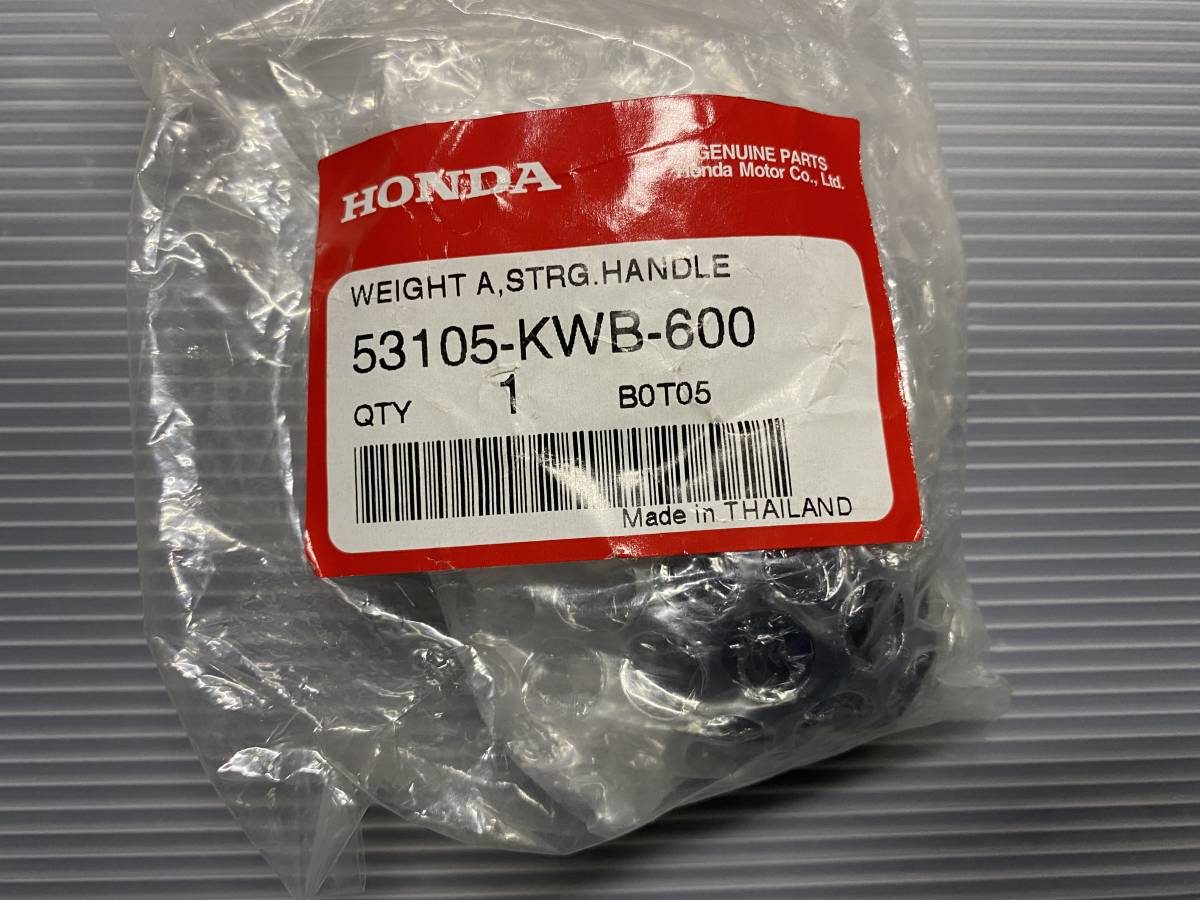 HONDA
GENUINE PARTS
Honda Motor Co., Ltd.
WEIGHT A,STRG.HANDLE
53105-KWB-600
QTY 1 B0T05
Made in THAILAND